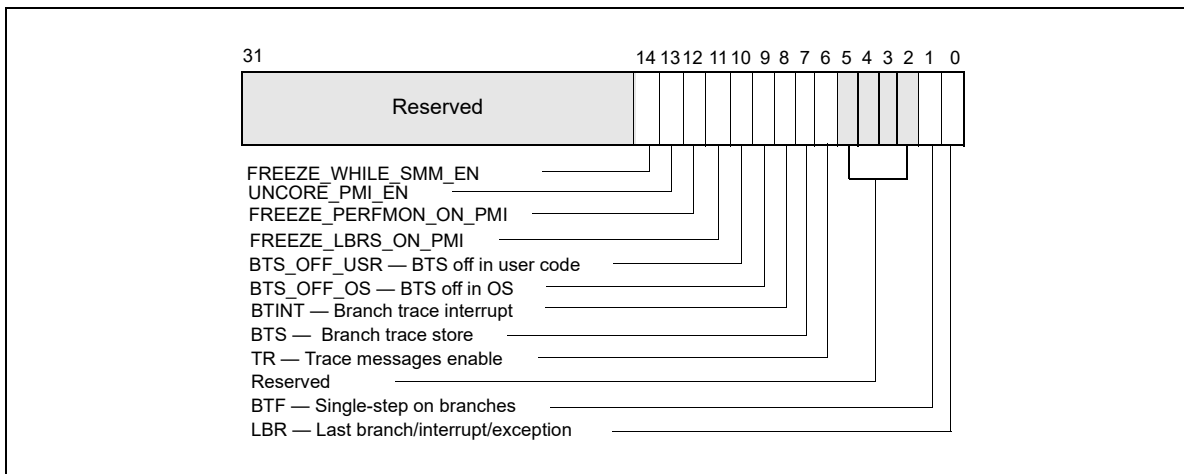 31 14 13 12 11 10 9 8 7 6 5 4 3 2 1 0
Reserved
FREEZE_WHILE_SMM_EN
UNCORE_PMI_EN
FREEZE_PERFMON_ON_PMI
FREEZE_LBRS_ON_PMI
BTS_OFF_USR — BTS off in user code
BTS_OFF_OS — BTS off in OS
BTINT — Branch trace interrupt
BTS — Branch trace store
TR — Trace messages enable
Reserved
BTF — Single-step on branches
LBR — Last branch/interrupt/exception